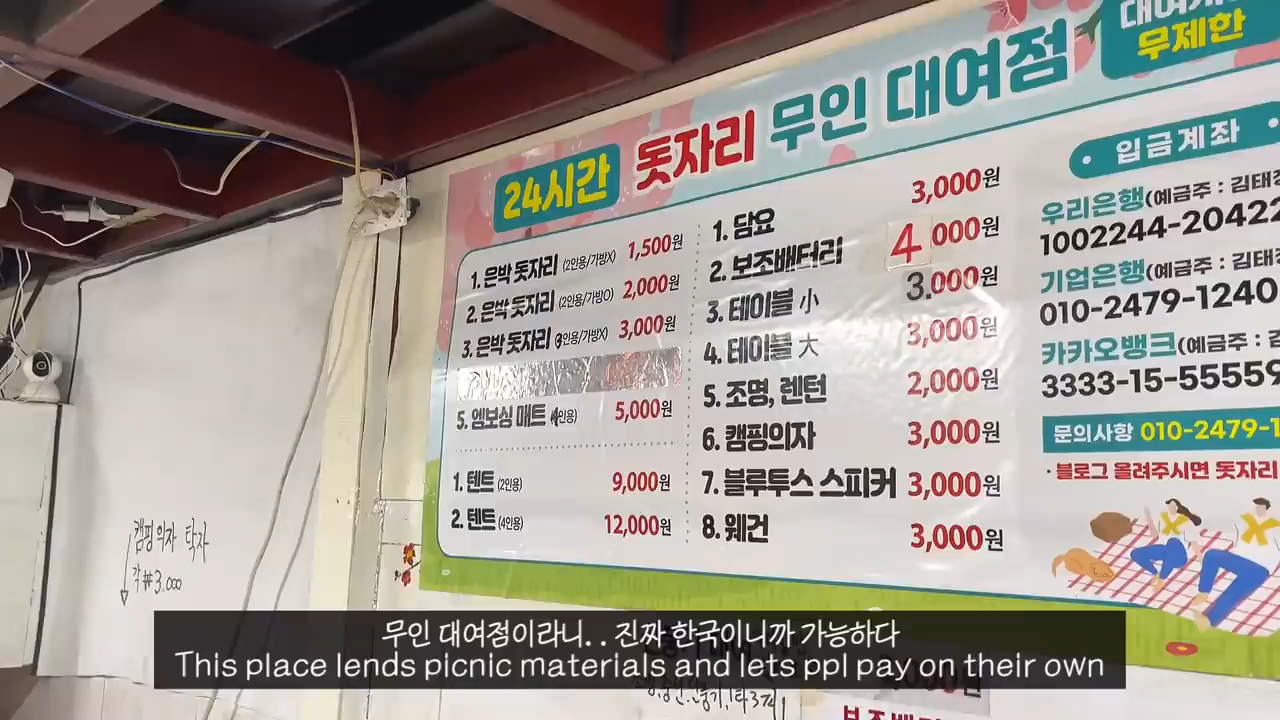 24시간 돗자리 무인 대여점
무제한
1. 은박 돗자리 (2인용/가방X) 1,500원
2. 은박 돗자리 (2인용/가방O) 2,000원
3. 은박 돗자리 (인용/가방X) 3,000원
5. 엠보싱 매트 (4인용) 5,000원
1. 텐트 (2인용) 9,000원
2. 텐트 (4인용) 12,000원
1. 담요 3,000원
2. 보조배터리 4,000원
3. 테이블 小 3.000원
4. 테이블 大 3,000원
5. 조명, 렌턴 2,000원
6. 캠핑의자 3,000원
7. 블루투스 스피커 3,000원
8. 웨건 3,000원
입금계좌
우리은행(예금주 : 김태
1002244-20422
기업은행(예금주 : 김태
010-2479-1240
카카오뱅크(예금주 :
3333-15-55559
문의사항 010-2479-1
· 블로그 올려주시면 돗자리
캠핑의자 탁자
각 ₩3.000
무인 대여점이라니. . 진짜 한국이니까 가능하다
This place lends picnic materials and lets ppl pay on their own